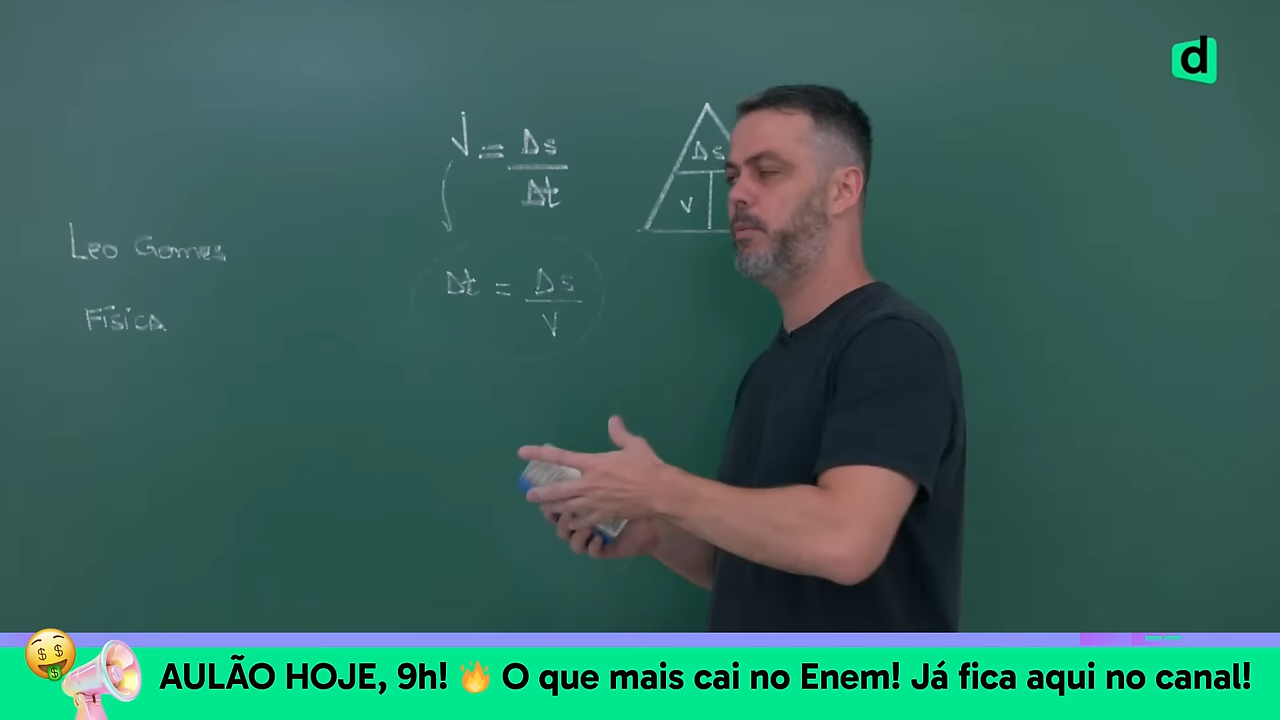 d
V = Δs
Δt
Δs
V
Leo Gomes
Física
Δt = Δs
V
AULÃO HOJE, 9h! 🔥 O que mais cai no Enem! Já fica aqui no canal!